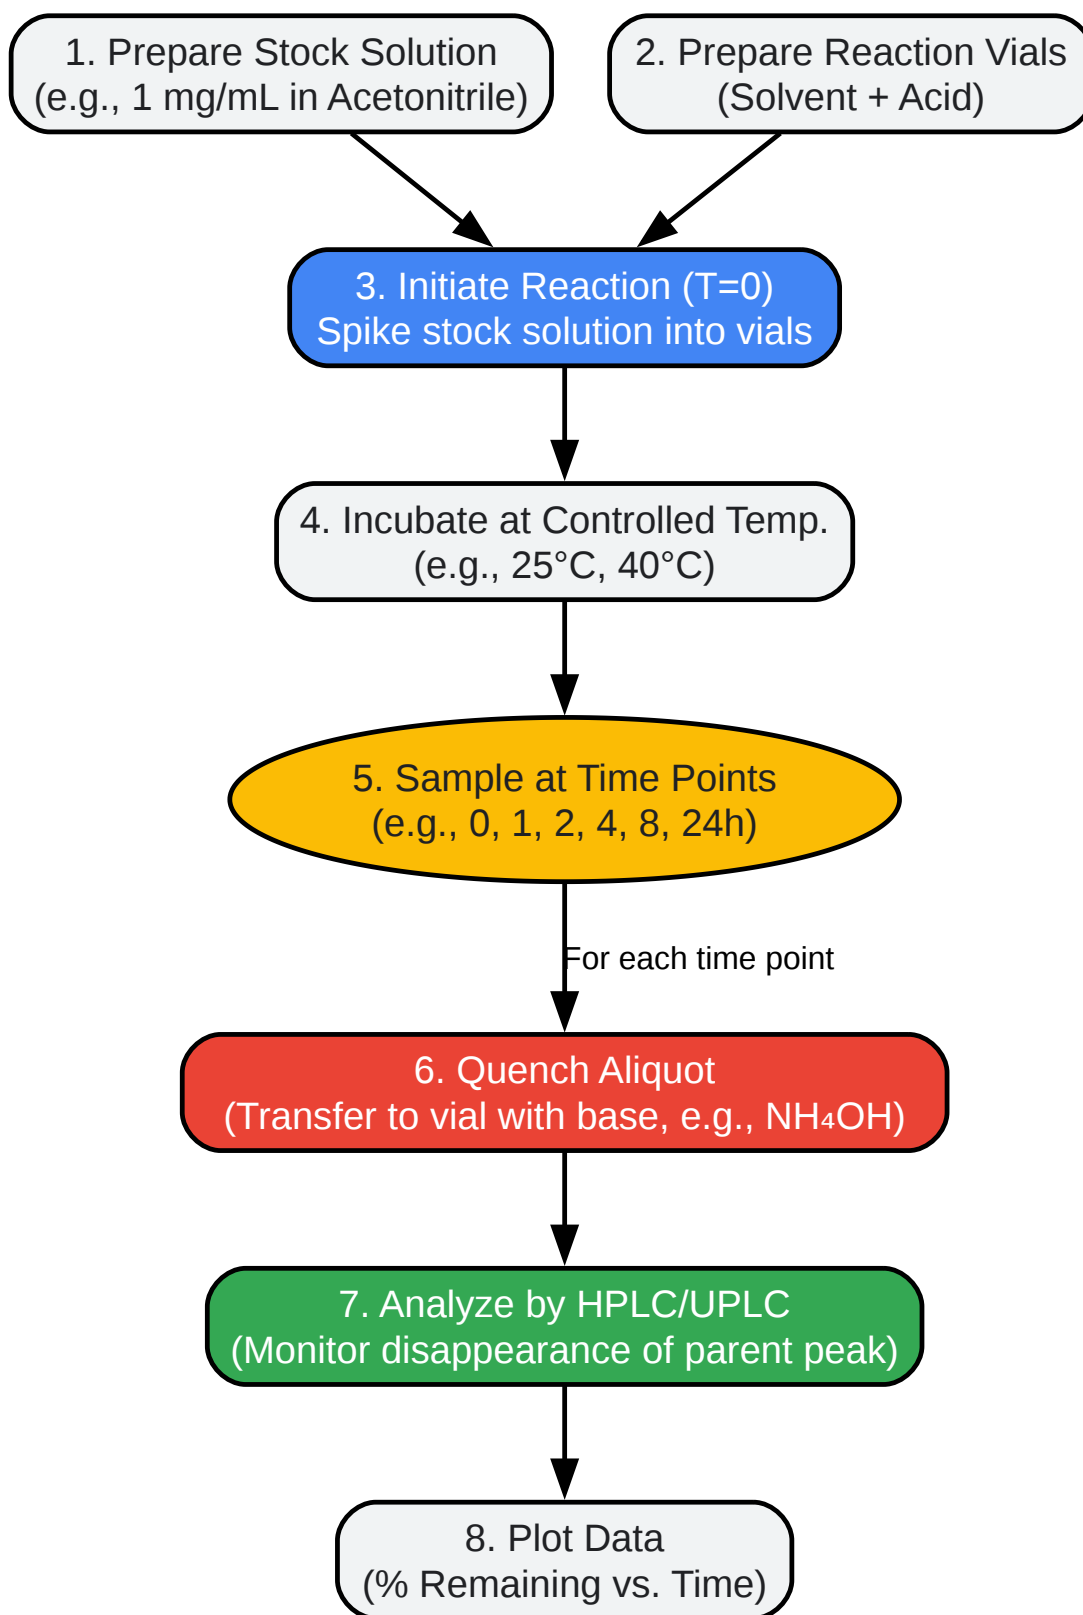 1. Prepare Stock Solution
(e.g., 1 mg/mL in Acetonitrile)
2. Prepare Reaction Vials
(Solvent + Acid)
3. Initiate Reaction (T=0)
Spike stock solution into vials
4. Incubate at Controlled Temp.
(e.g., 25°C, 40°C)
5. Sample at Time Points
(e.g., 0, 1, 2, 4, 8, 24h)
For each time point
6. Quench Aliquot
(Transfer to vial with base, e.g., NH₄OH)
7. Analyze by HPLC/UPLC
(Monitor disappearance of parent peak)
8. Plot Data
(% Remaining vs. Time)